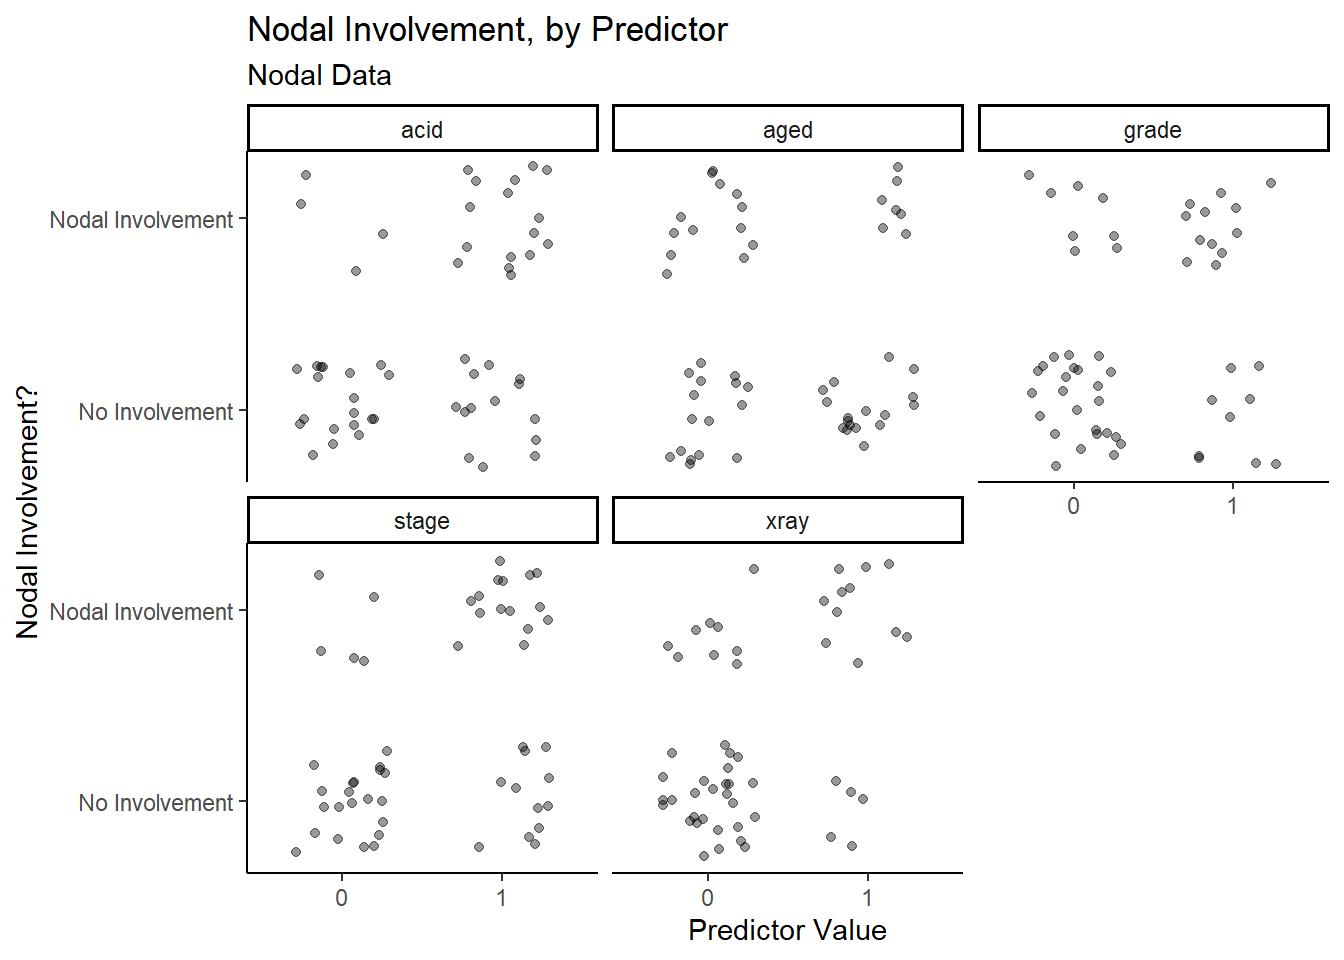 Nodal Involvement, by Predictor
Nodal Data
acid
aged
grade
Nodal Involvement
No Involvement
0
1
stage
xray
Nodal Involvement
No Involvement
0
1
0
1
Nodal Involvement?
Predictor Value